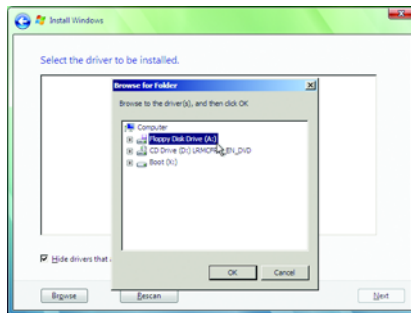 Install Windows
Select the driver to be installed.
Browse for Folder
Browse to the driver(s), and then click OK
Computer
Floppy Disk Drive (A:)
CD Drive (D:) EN_DVD
Boot (X:)
Hide drivers that
OK
Cancel
Browse
Rescan
Next